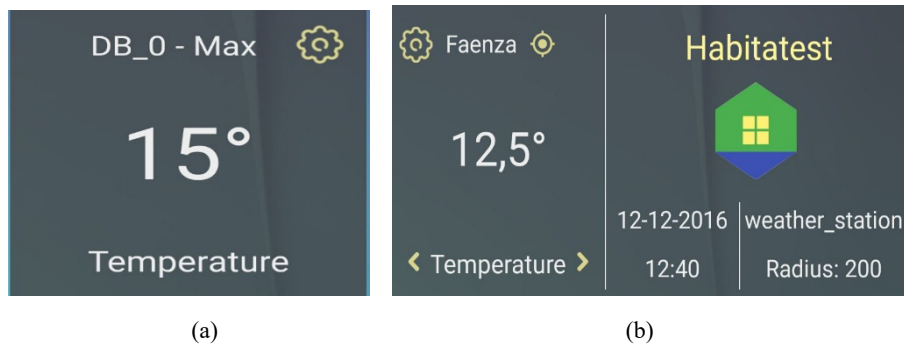 DB_0 - Max
15°
Temperature
(a)
Faenza
12,5°
< Temperature >
Habitatest
12-12-2016
12:40
weather_station
Radius: 200
(b)